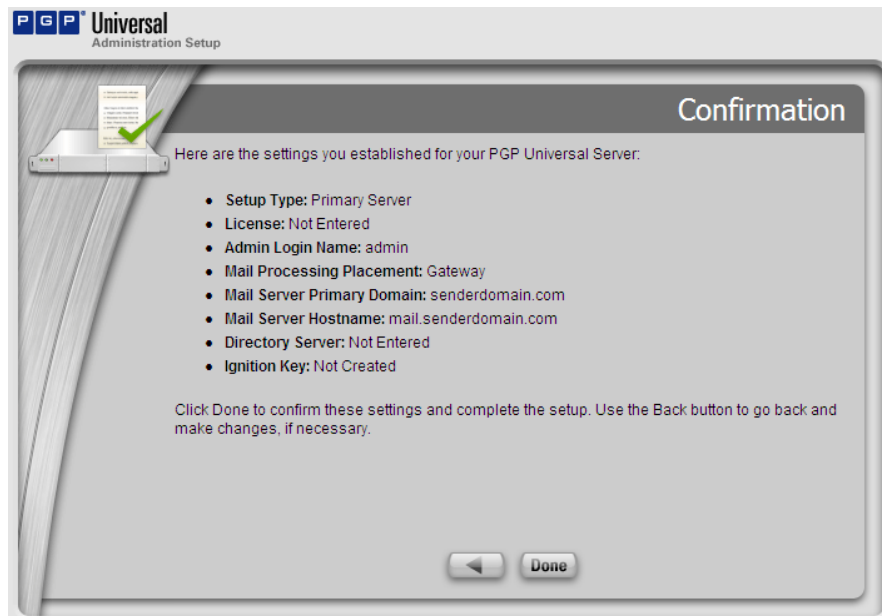 PGP® Universal
Administration Setup
Confirmation
Here are the settings you established for your PGP Universal Server:
• Setup Type: Primary Server
• License: Not Entered
• Admin Login Name: admin
• Mail Processing Placement: Gateway
• Mail Server Primary Domain: senderdomain.com
• Mail Server Hostname: mail.senderdomain.com
• Directory Server: Not Entered
• Ignition Key: Not Created
Click Done to confirm these settings and complete the setup. Use the Back button to go back and
make changes, if necessary.
Done